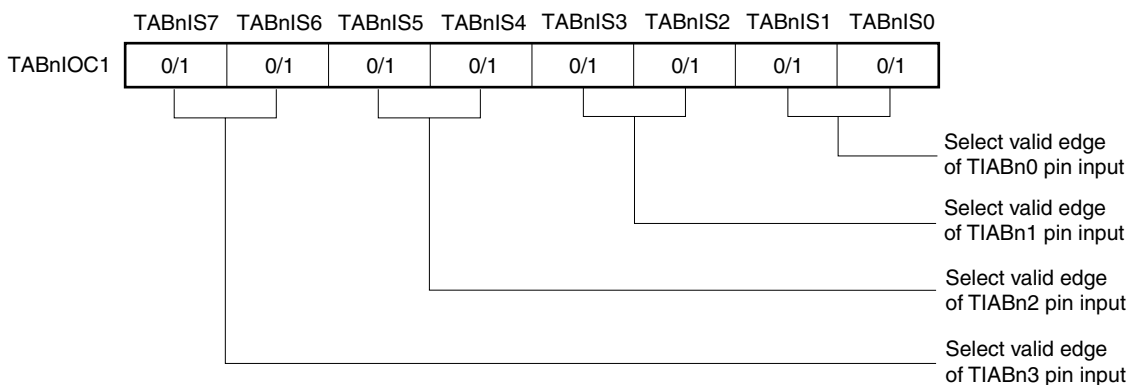 TABnIS7 TABnIS6 TABnIS5 TABnIS4 TABnIS3 TABnIS2 TABnIS1 TABnIS0
TABnIOC1 0/1 0/1 0/1 0/1 0/1 0/1 0/1 0/1
Select valid edge
of TIABn0 pin input
Select valid edge
of TIABn1 pin input
Select valid edge
of TIABn2 pin input
Select valid edge
of TIABn3 pin input